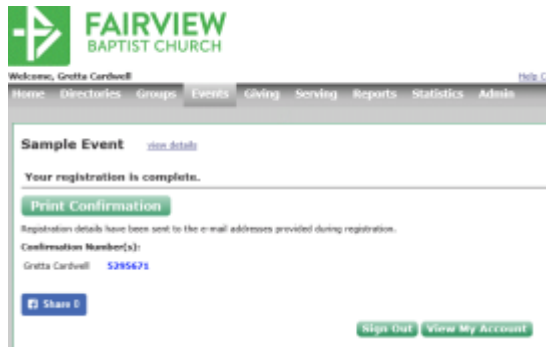 FAIRVIEW
BAPTIST CHURCH
Welcome, Gretta Cardwell
Help C
Home Directories Groups Events Giving Serving Reports Statistics Admin
Sample Event view details
Your registration is complete.
Print Confirmation
Registration details have been sent to the e-mail addresses provided during registration.
Confirmation Number(s):
Gretta Cardwell 5395671
Share 0
Sign Out View My Account